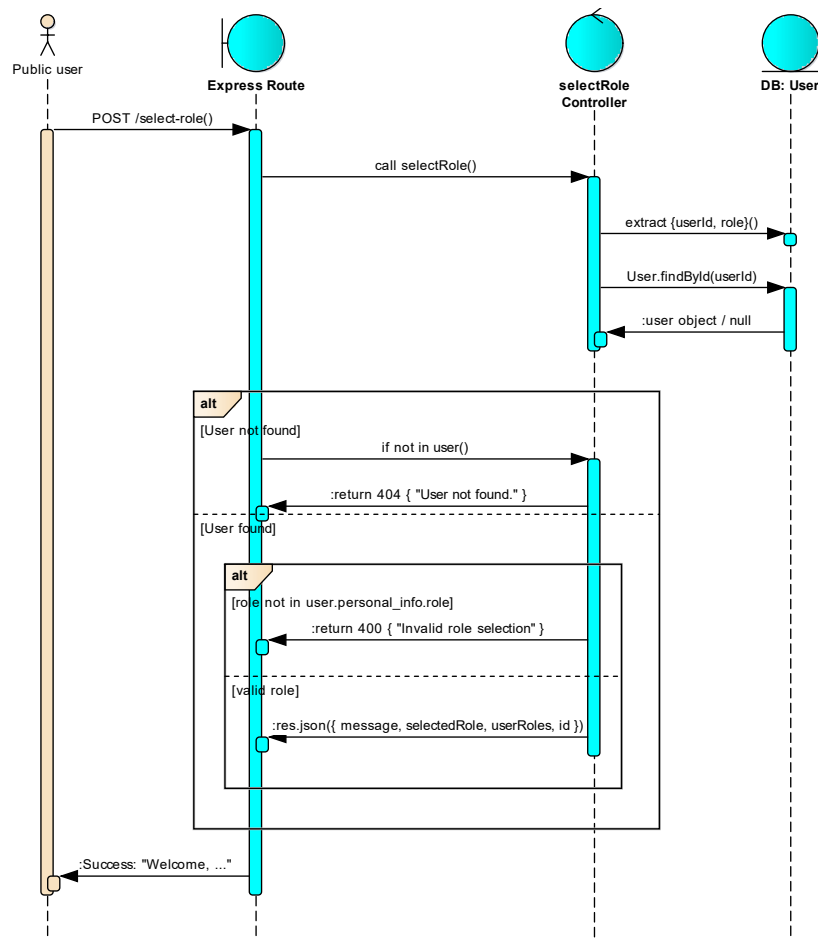 Public user
Express Route
selectRole
Controller
DB: User
POST /select-role()
call selectRole()
extract {userId, role}()
User.findById(userId)
:user object / null
alt
[User not found]
if not in user()
:return 404 { "User not found." }
[User found]
alt
[role not in user.personal_info.role]
:return 400 { "Invalid role selection" }
[valid role]
:res.json({ message, selectedRole, userRoles, id })
:Success: "Welcome, ..."